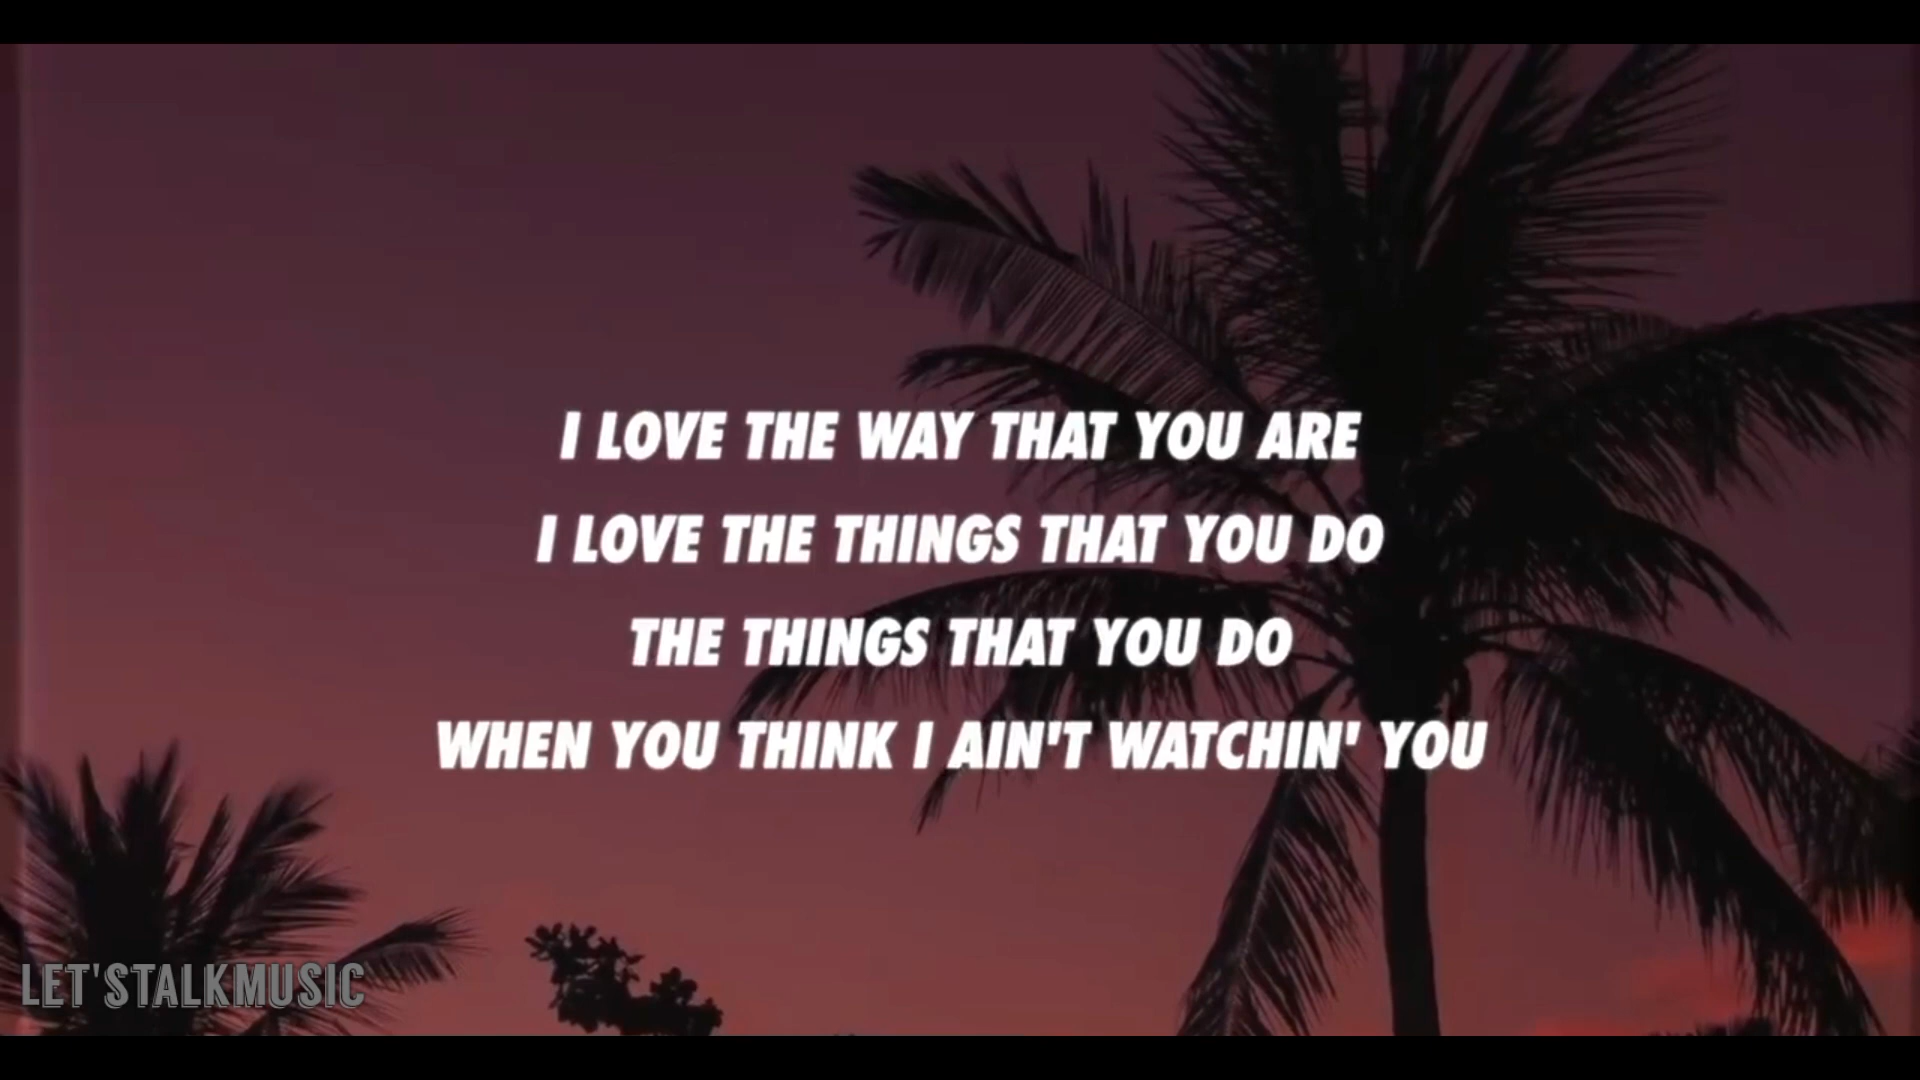 I LOVE THE WAY THAT YOU ARE
I LOVE THE THINGS THAT YOU DO
THE THINGS THAT YOU DO
WHEN YOU THINK I AIN'T WATCHIN' YOU
LET'STALKMUSIC